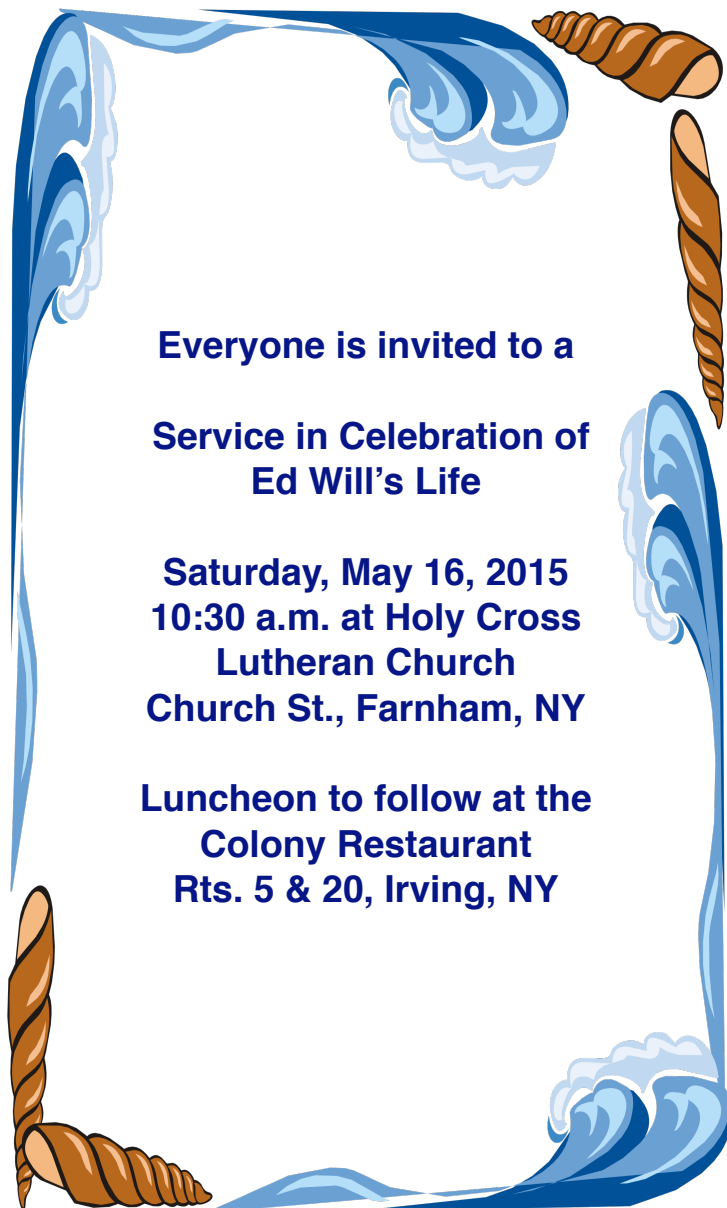 Everyone is invited to a
Service in Celebration of
Ed Will’s Life
Saturday, May 16, 2015
10:30 a.m. at Holy Cross
Lutheran Church
Church St., Farnham, NY
Luncheon to follow at the
Colony Restaurant
Rts. 5 & 20, Irving, NY